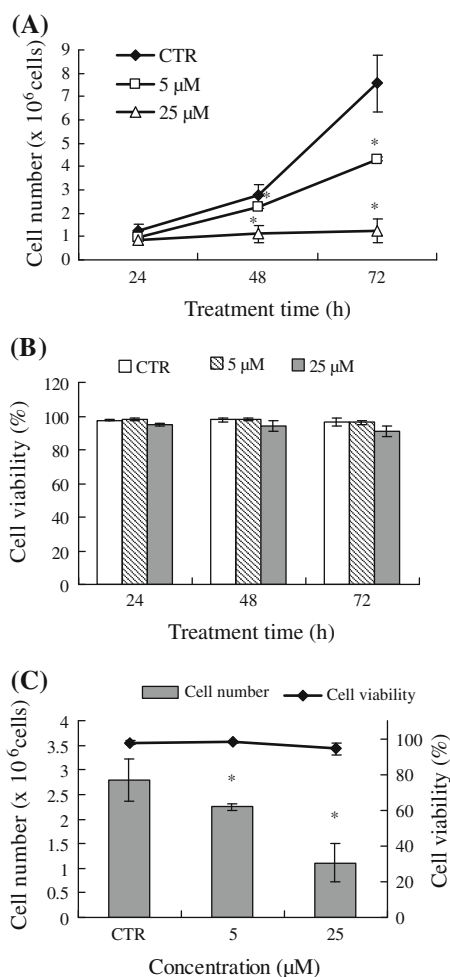 (A)
Cell number (x 10⁶cells)
9
8
7
6
5
4
3
2
1
0
CTR
5 µM
25 µM
*
*
*
*
24 48 72
Treatment time (h)
(B)
CTR 5 µM 25 µM
Cell viability (%)
120
100
80
60
40
20
0
24 48 72
Treatment time (h)
(C)
Cell number Cell viability
Cell number (x 10⁶cells)
4
3.5
3
2.5
2
1.5
1
0.5
0
*
*
100
80
60
40
20
0
Cell viability (%)
CTR 5 25
Concentration (µM)